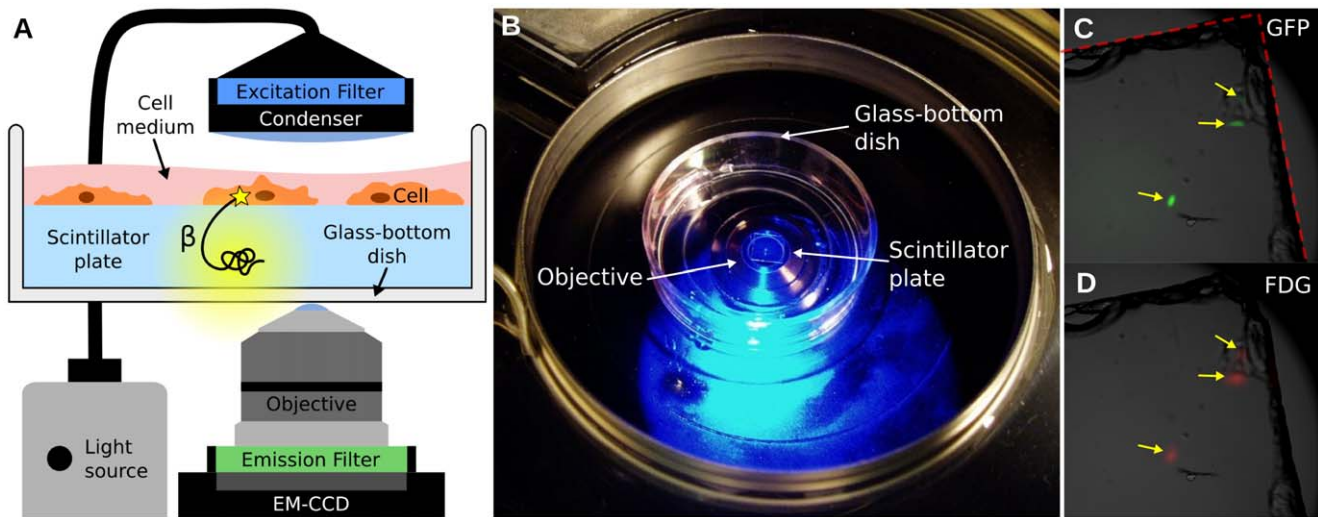 A
Excitation Filter
Condenser
Cell
medium
Cell
β
Scintillator
plate
Glass-bottom
dish
Objective
Light
source
Emission Filter
EM-CCD
B
Glass-bottom
dish
Objective
Scintillator
plate
C
GFP
D
FDG